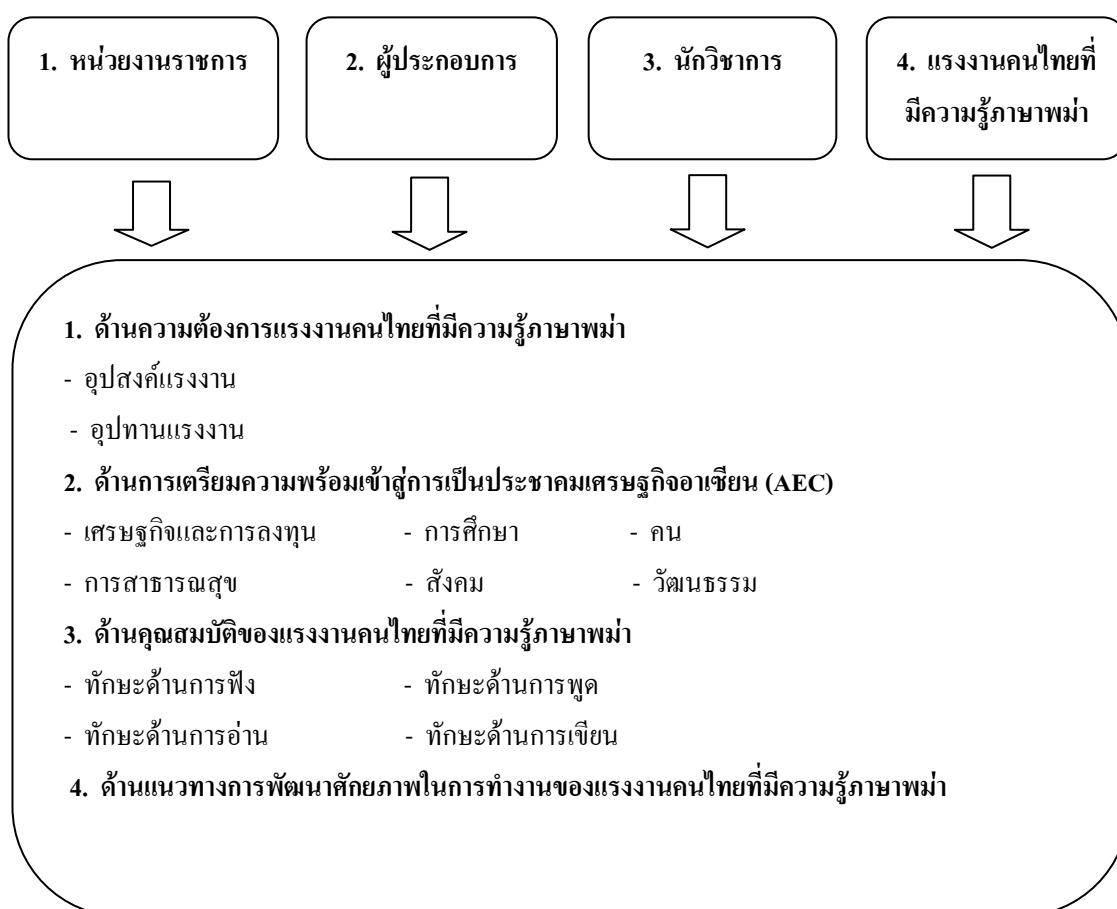 1. หน่วยงานราชการ
2. ผู้ประกอบการ
3. นักวิชาการ
4. แรงงานคนไทยที่
มีความรู้ภาษาพม่า
1. ด้านความต้องการแรงงานคนไทยที่มีความรู้ภาษาพม่า
- อุปสงค์แรงงาน
- อุปทานแรงงาน
2. ด้านการเตรียมความพร้อมเข้าสู่การเป็นประชาคมเศรษฐกิจอาเซียน (AEC)
- เศรษฐกิจและการลงทุน - การศึกษา - คน
- การสาธารณสุข - สังคม - วัฒนธรรม
3. ด้านคุณสมบัติของแรงงานคนไทยที่มีความรู้ภาษาพม่า
- ทักษะด้านการฟัง - ทักษะด้านการพูด
- ทักษะด้านการอ่าน - ทักษะด้านการเขียน
4. ด้านแนวทางการพัฒนาศักยภาพในการทำงานของแรงงานคนไทยที่มีความรู้ภาษาพม่า